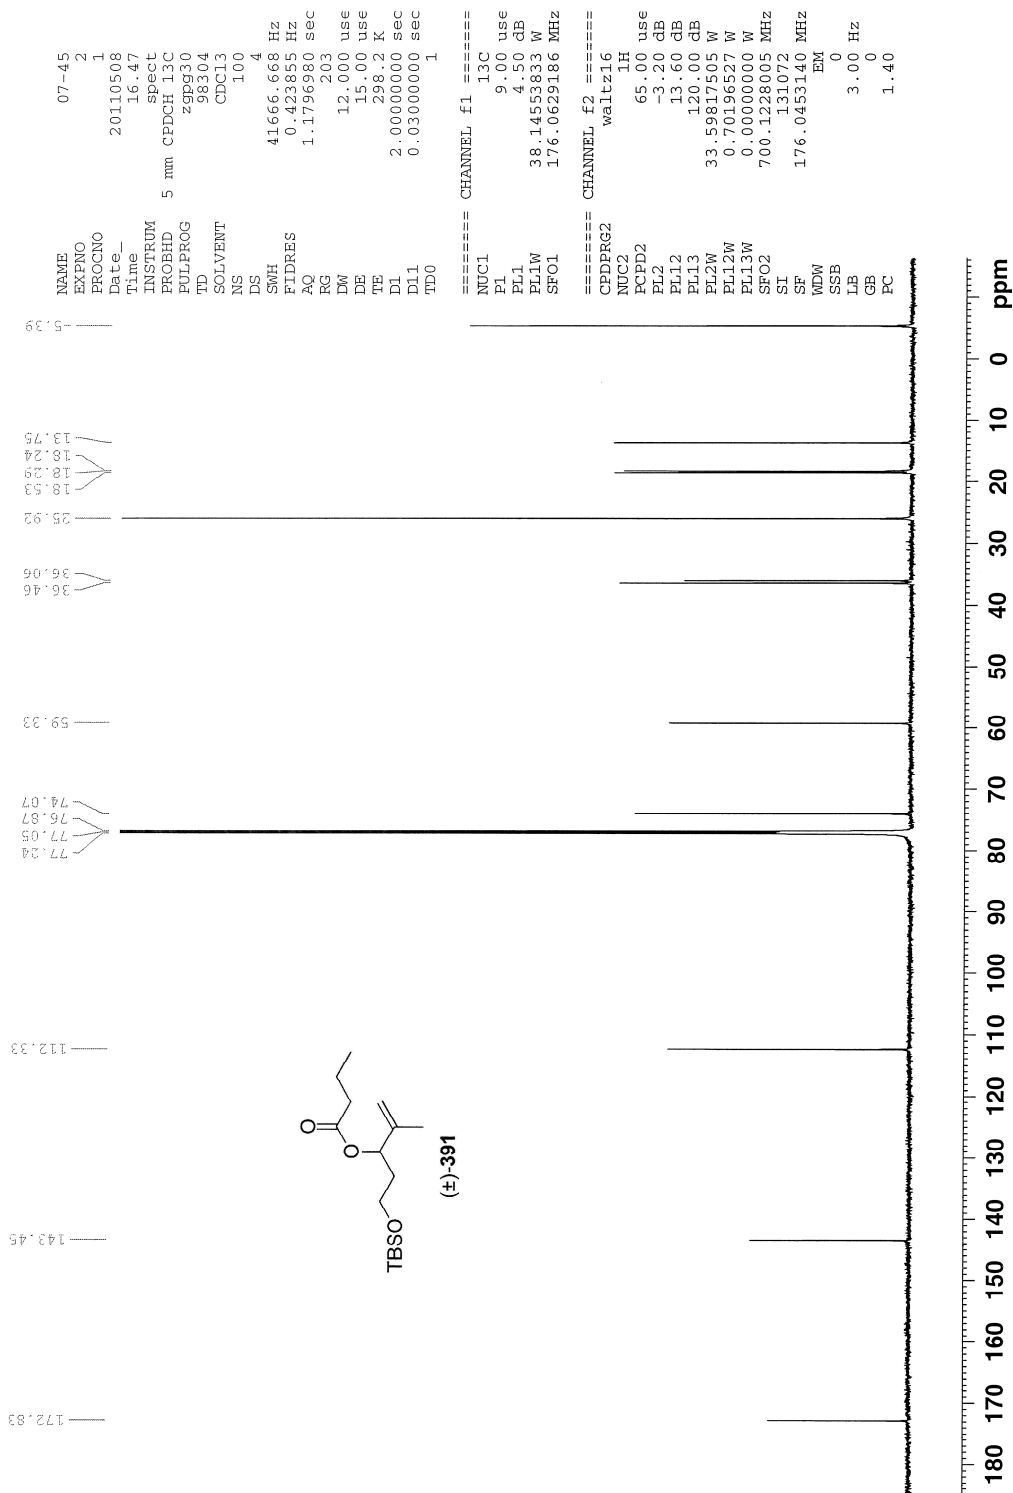 NAME 07-45
EXPNO 2
PROCNO 1
Date_ 20110508
Time 16.47
INSTRUM spect
PROBHD 5 mm CPDCH 13C
PULPROG zgpg30
TD 98304
SOLVENT CDCl3
NS 100
DS 4
SWH 41666.668 Hz
FIDRES 0.423855 Hz
AQ 1.1796980 sec
RG 203
DW 12.000 use
DE 15.00 use
TE 298.2 K
D1 2.00000000 sec
D11 0.03000000 sec
TD0 1
======== CHANNEL f1 ========
NUC1 13C
P1 9.00 use
PL1 4.50 dB
PL1W 38.14553833 W
SFO1 176.0629186 MHz
======== CHANNEL f2 ========
CPDPRG2 waltz16
NUC2 1H
PCPD2 65.00 use
PL2 -3.20 dB
PL12 13.60 dB
PL13 120.00 dB
PL2W 33.59817505 W
PL12W 0.70196527 W
PL13W 0.00000000 W
SFO2 700.1228005 MHz
SI 131072
SF 176.0453140 MHz
WDW EM
SSB 0
LB 3.00 Hz
GB 0
PC 1.40
172.83
143.45
112.33
77.24
77.05
76.87
74.07
59.33
36.46
36.06
25.92
18.53
18.29
18.24
13.75
-5.39
O
O
TBSO
(±)-391
180 170 160 150 140 130 120 110 100 90 80 70 60 50 40 30 20 10 0 ppm